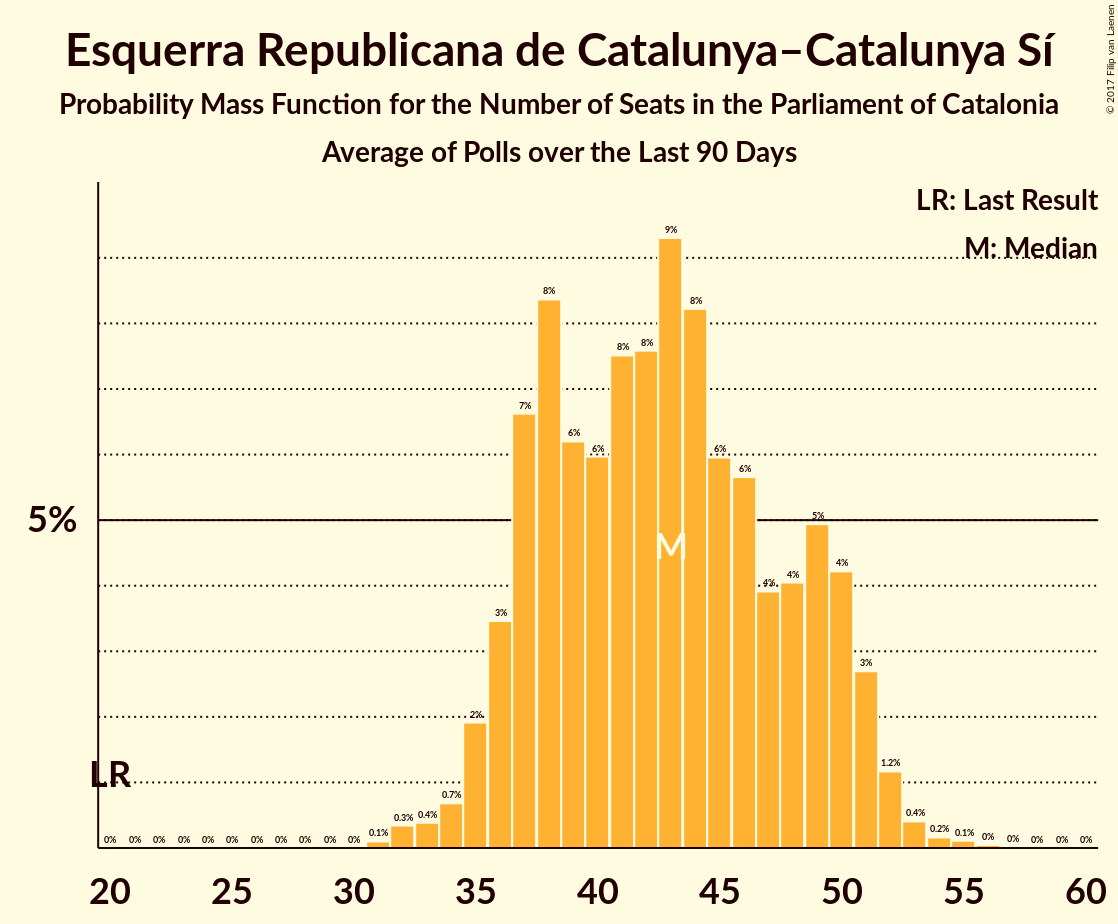 Esquerra Republicana de Catalunya–Catalunya Sí
Probability Mass Function for the Number of Seats in the Parliament of Catalonia
Average of Polls over the Last 90 Days
© 2017 Filip van Laenen
LR: Last Result
M: Median
9%
8%
8%
8%
8%
7%
6%
6%
6%
6%
5%
5%
M
4%
4%
4%
3%
3%
2%
LR
1.2%
0.7%
0% 0% 0% 0% 0% 0% 0% 0% 0% 0% 0% 0.1% 0.3% 0.4% 0.4% 0.2% 0.1% 0% 0% 0% 0% 0%
20 25 30 35 40 45 50 55 60